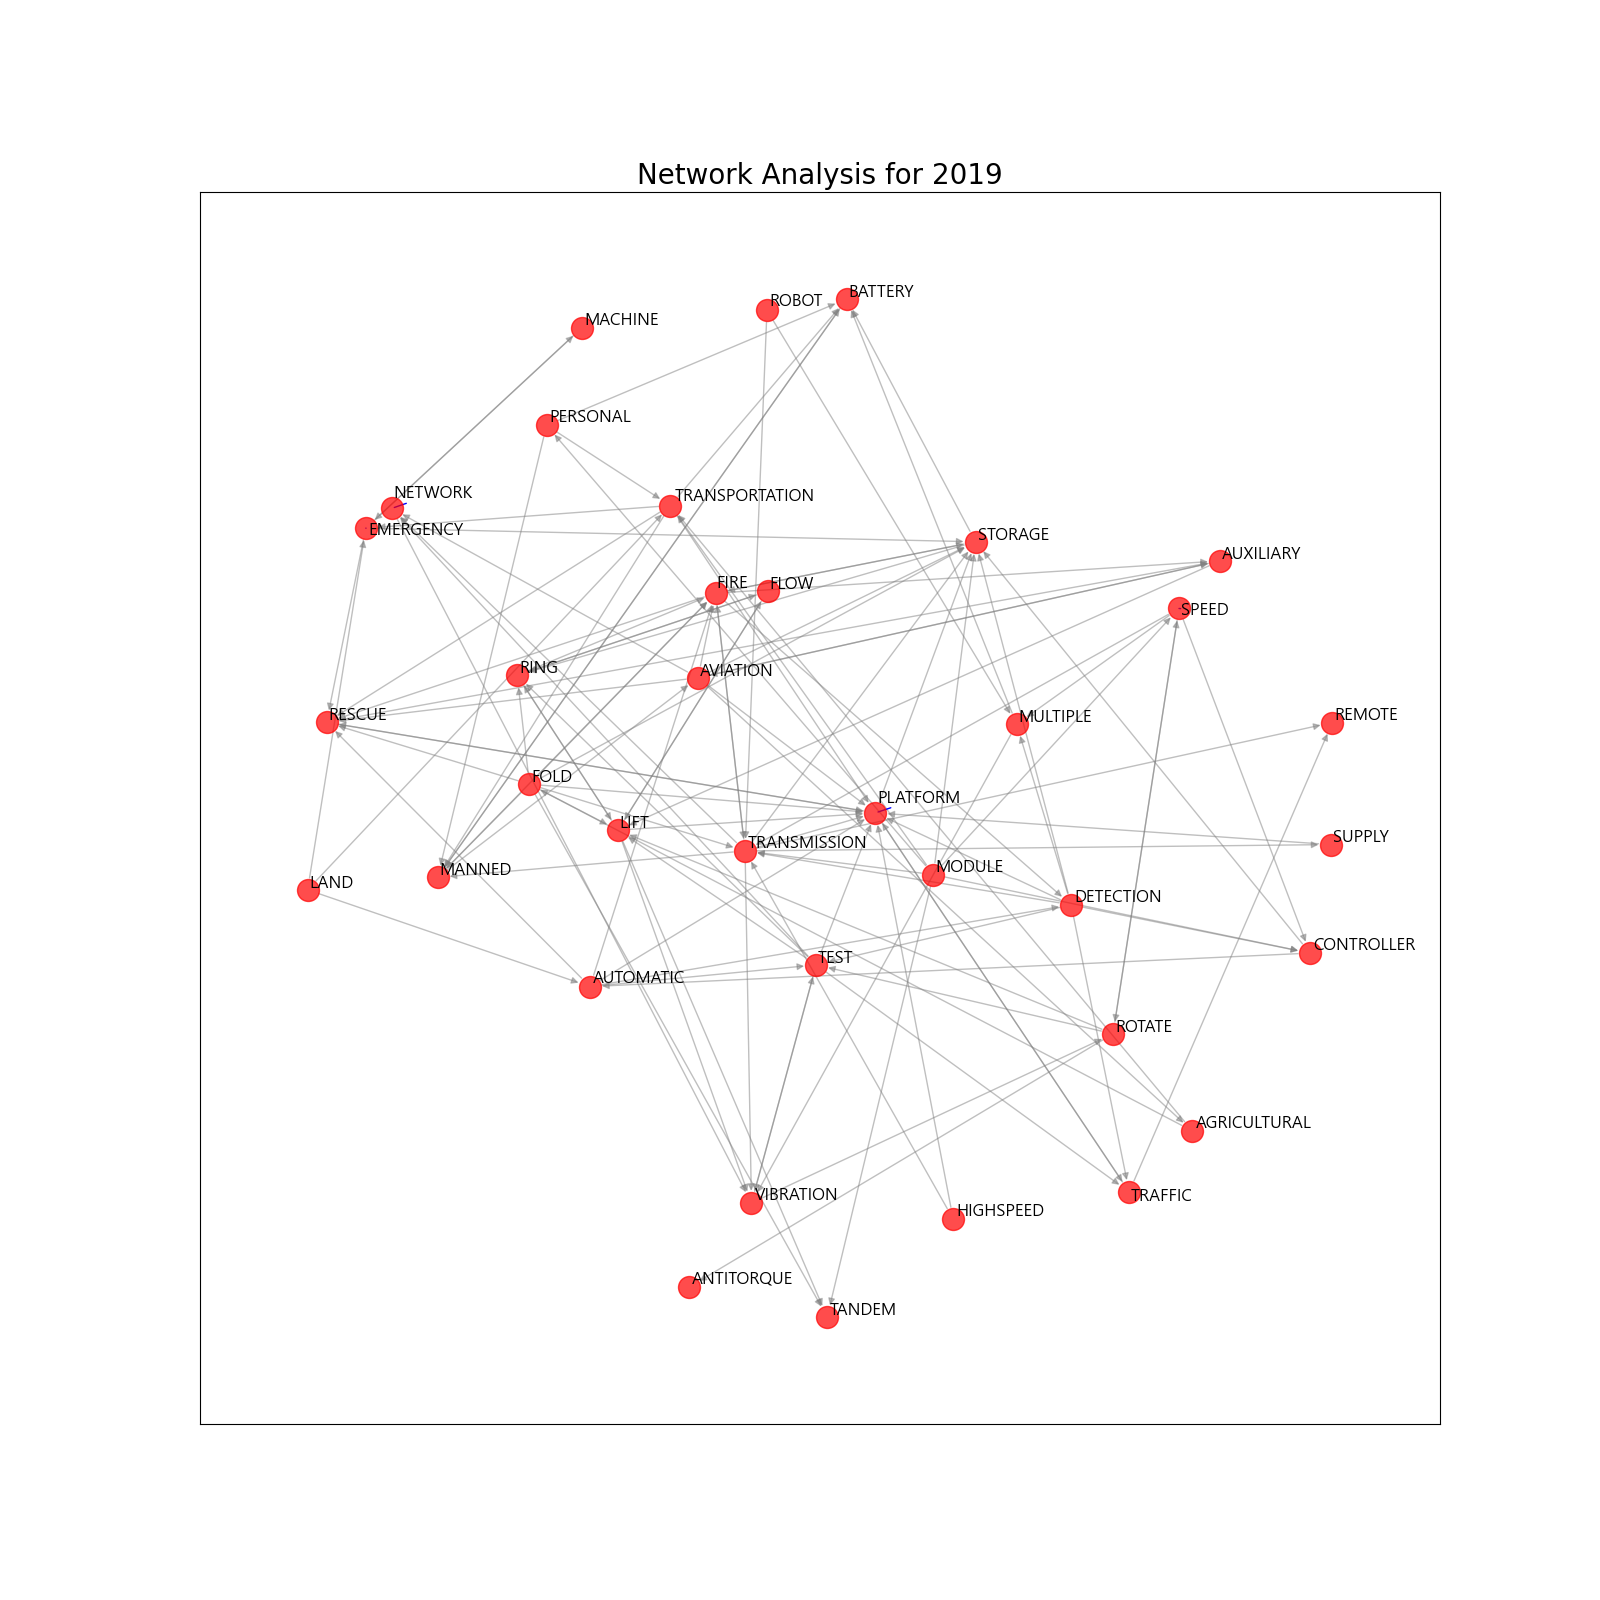 Network Analysis for 2019
BATTERY
ROBOT
MACHINE
PERSONAL
NETWORK
TRANSPORTATION
EMERGENCY
STORAGE
AUXILIARY
FIRE
FLOW
SPEED
RING
AVIATION
RESCUE
MULTIPLE
REMOTE
FOLD
PLATFORM
LIFT
SUPPLY
TRANSMISSION
MODULE
MANNED
LAND
DETECTION
CONTROLLER
TEST
AUTOMATIC
ROTATE
AGRICULTURAL
VIBRATION
TRAFFIC
HIGHSPEED
ANTITORQUE
TANDEM